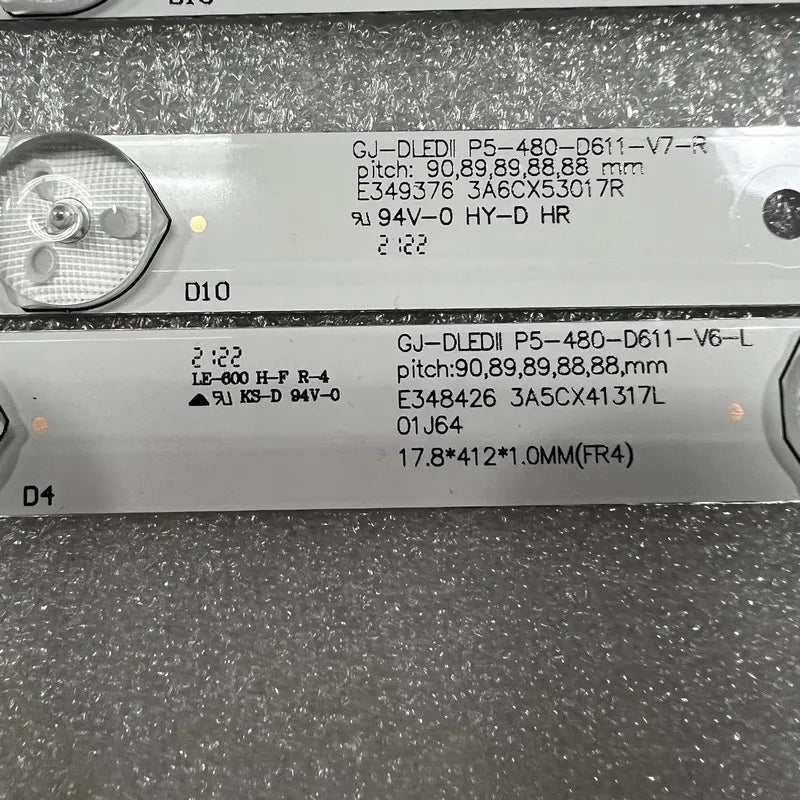 GJ-DLEDII P5-480-D611-V7-R
pitch: 90,89,89,88,88 mm
E349376 3A6CX53017R
94V-0 HY-D HR
2122
D10
2122
LE-600 H-F R-4
KS-D 94V-0
GJ-DLEDII P5-480-D611-V6-L
pitch:90,89,89,88,88,mm
E348426 3A5CX41317L
01J64
17.8*412*1.0MM(FR4)
D4